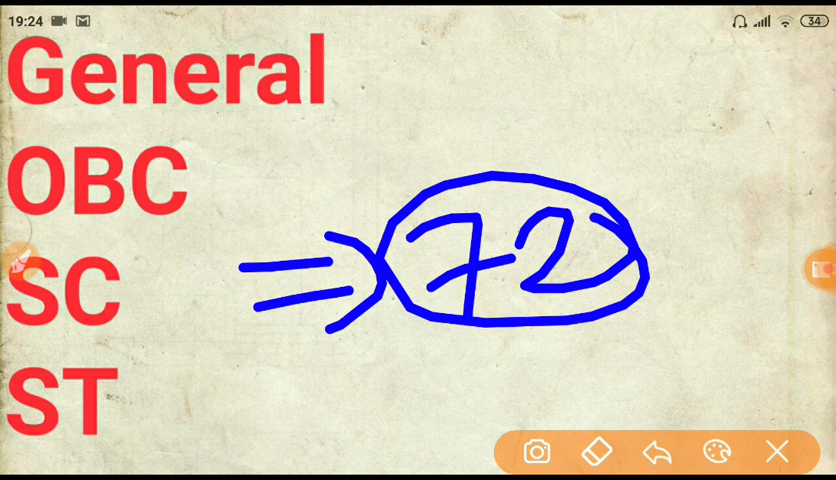 19:24
34
General
OBC
SC
=> 72
ST